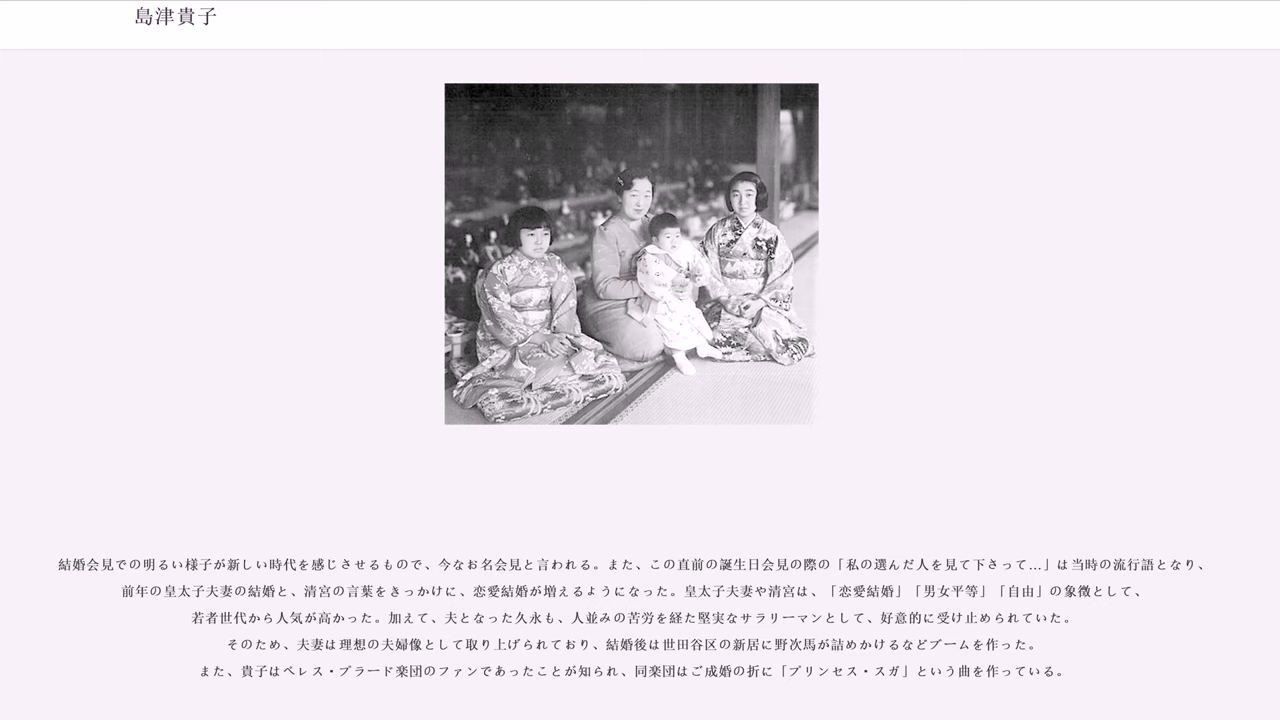 島津貴子
結婚会見での明るい様子が新しい時代を感じさせるもので、今なお名会見と言われる。また、この直前の誕生日会見の際の「私の選んだ人を見て下さって…」は当時の流行語となり、
前年の皇太子夫妻の結婚と、清宮の言葉をきっかけに、恋愛結婚が増えるようになった。皇太子夫妻や清宮は、「恋愛結婚」「男女平等」「自由」の象徴として、
若者世代から人気が高かった。加えて、夫となった久永も、人並みの苦労を経た堅実なサラリーマンとして、好意的に受け止められていた。
そのため、夫妻は理想の夫婦像として取り上げられており、結婚後は世田谷区の新居に野次馬が詰めかけるなどブームを作った。
また、貴子はペレス・プラード楽団のファンであったことが知られ、同楽団はご成婚の折に「プリンセス・スガ」という曲を作っている。